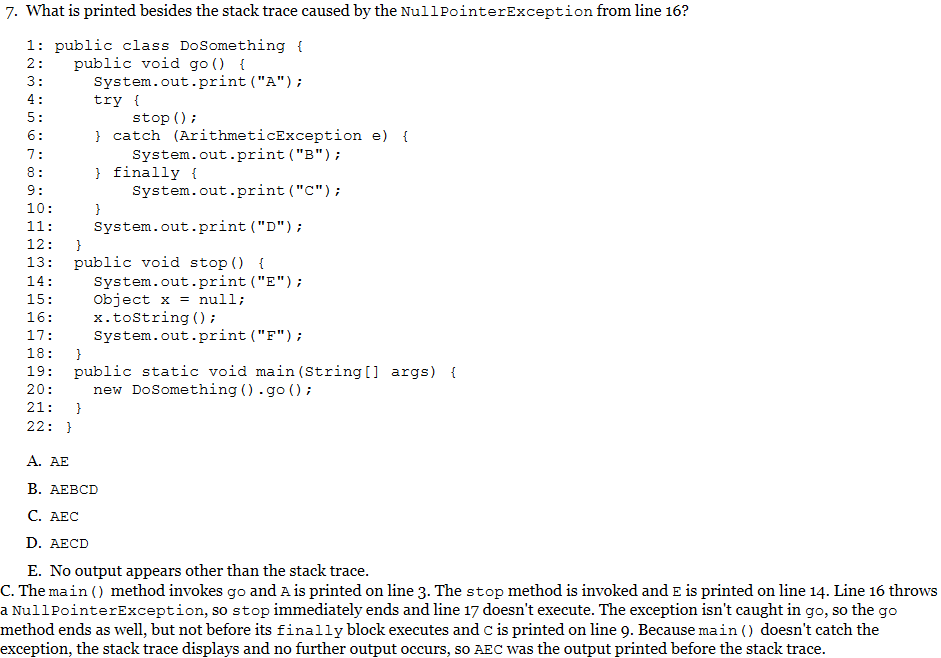 7. What is printed besides the stack trace caused by the NullPointerException from line 16?
1: public class DoSomething {
2: public void go() {
3: System.out.print("A");
4: try {
5: stop();
6: } catch (ArithmeticException e) {
7: System.out.print("B");
8: } finally {
9: System.out.print("C");
10: }
11: System.out.print("D");
12: }
13: public void stop() {
14: System.out.print("E");
15: Object x = null;
16: x.toString();
17: System.out.print("F");
18: }
19: public static void main(String[] args) {
20: new DoSomething().go();
21: }
22: }
A. AE
B. AEBCD
C. AEC
D. AECD
E. No output appears other than the stack trace.
C. The main() method invokes go and A is printed on line 3. The stop method is invoked and E is printed on line 14. Line 16 throws
a NullPointerException, so stop immediately ends and line 17 doesn't execute. The exception isn't caught in go, so the go
method ends as well, but not before its finally block executes and C is printed on line 9. Because main() doesn't catch the
exception, the stack trace displays and no further output occurs, so AEC was the output printed before the stack trace.